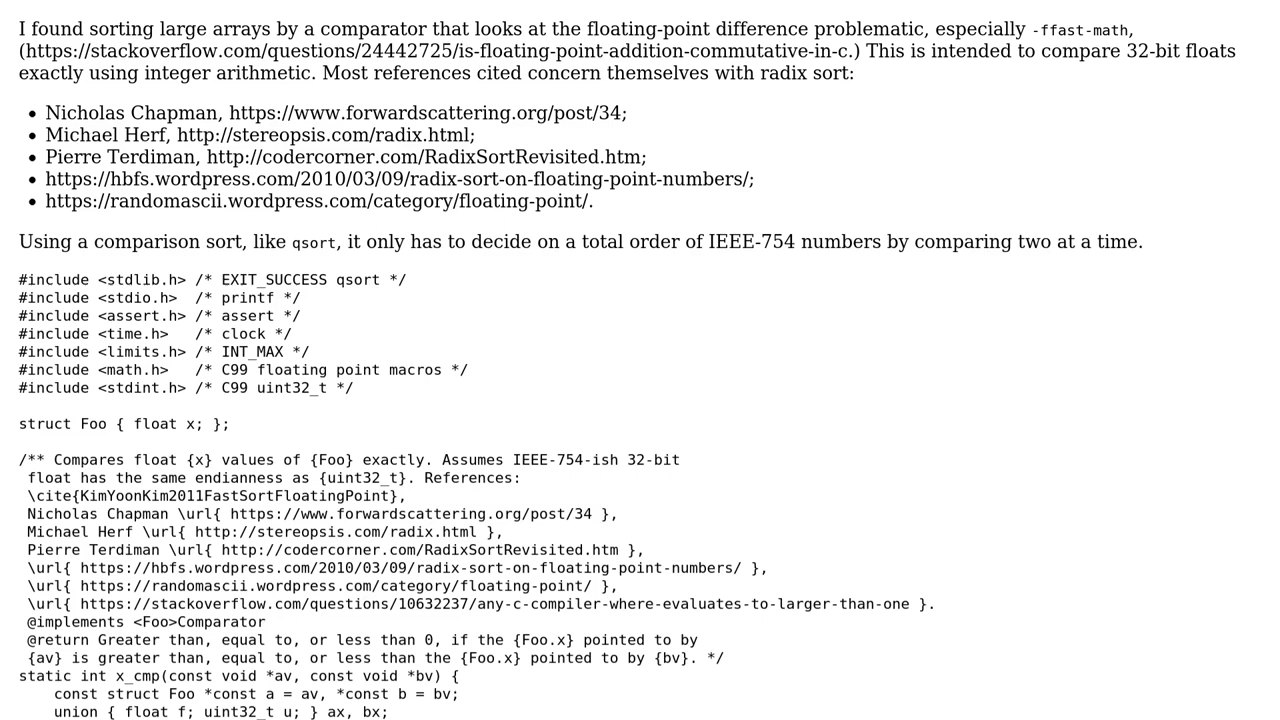 I found sorting large arrays by a comparator that looks at the floating-point difference problematic, especially -ffast-math,
(https://stackoverflow.com/questions/24442725/is-floating-point-addition-commutative-in-c.) This is intended to compare 32-bit floats
exactly using integer arithmetic. Most references cited concern themselves with radix sort:
• Nicholas Chapman, https://www.forwardscattering.org/post/34;
• Michael Herf, http://stereopsis.com/radix.html;
• Pierre Terdiman, http://codercorner.com/RadixSortRevisited.htm;
• https://hbfs.wordpress.com/2010/03/09/radix-sort-on-floating-point-numbers/;
• https://randomascii.wordpress.com/category/floating-point/.
Using a comparison sort, like qsort, it only has to decide on a total order of IEEE-754 numbers by comparing two at a time.
#include <stdlib.h> /* EXIT_SUCCESS qsort */
#include <stdio.h>  /* printf */
#include <assert.h> /* assert */
#include <time.h>   /* clock */
#include <limits.h> /* INT_MAX */
#include <math.h>   /* C99 floating point macros */
#include <stdint.h> /* C99 uint32_t */
struct Foo { float x; };
/** Compares float {x} values of {Foo} exactly. Assumes IEEE-754-ish 32-bit
 float has the same endianness as {uint32_t}. References:
 \cite{KimYoonKim2011FastSortFloatingPoint},
 Nicholas Chapman \url{ https://www.forwardscattering.org/post/34 },
 Michael Herf \url{ http://stereopsis.com/radix.html },
 Pierre Terdiman \url{ http://codercorner.com/RadixSortRevisited.htm },
 \url{ https://hbfs.wordpress.com/2010/03/09/radix-sort-on-floating-point-numbers/ },
 \url{ https://randomascii.wordpress.com/category/floating-point/ },
 \url{ https://stackoverflow.com/questions/10632237/any-c-compiler-where-evaluates-to-larger-than-one }.
 @implements <Foo>Comparator
 @return Greater than, equal to, or less than 0, if the {Foo.x} pointed to by
 {av} is greater than, equal to, or less than the {Foo.x} pointed to by {bv}. */
static int x_cmp(const void *av, const void *bv) {
    const struct Foo *const a = av, *const b = bv;
    union { float f; uint32_t u; } ax, bx;